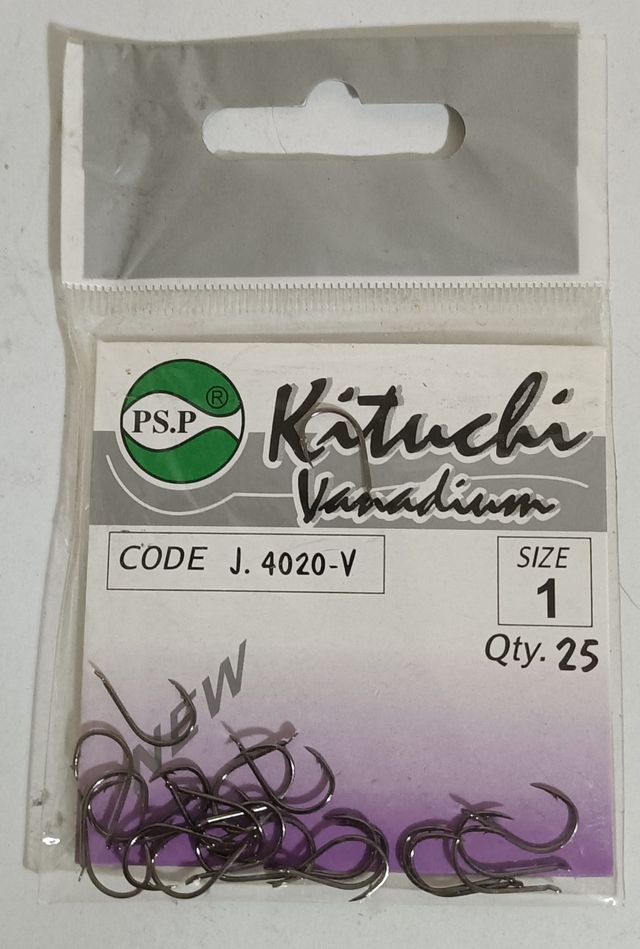 PS.P ®
Kituchi
Vanadium
CODE J. 4020-V
SIZE
1
Qty. 25
NEW